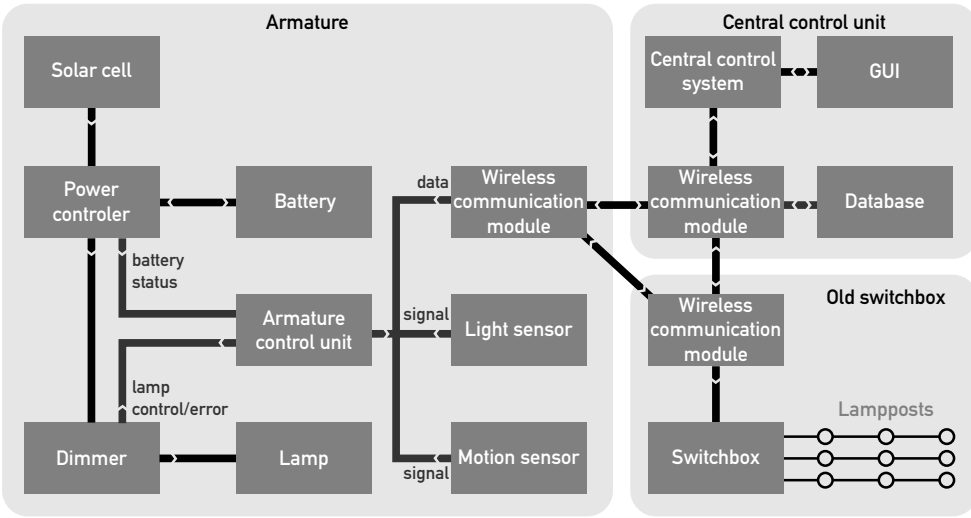 Armature
Solar cell
Power
controler
Battery
battery
status
Armature
control unit
lamp
control/error
Dimmer
Lamp
data
Wireless
communication
module
signal
Light sensor
signal
Motion sensor
Central control unit
Central control
system
GUI
Wireless
communication
module
Database
Old switchbox
Wireless
communication
module
Lampposts
Switchbox